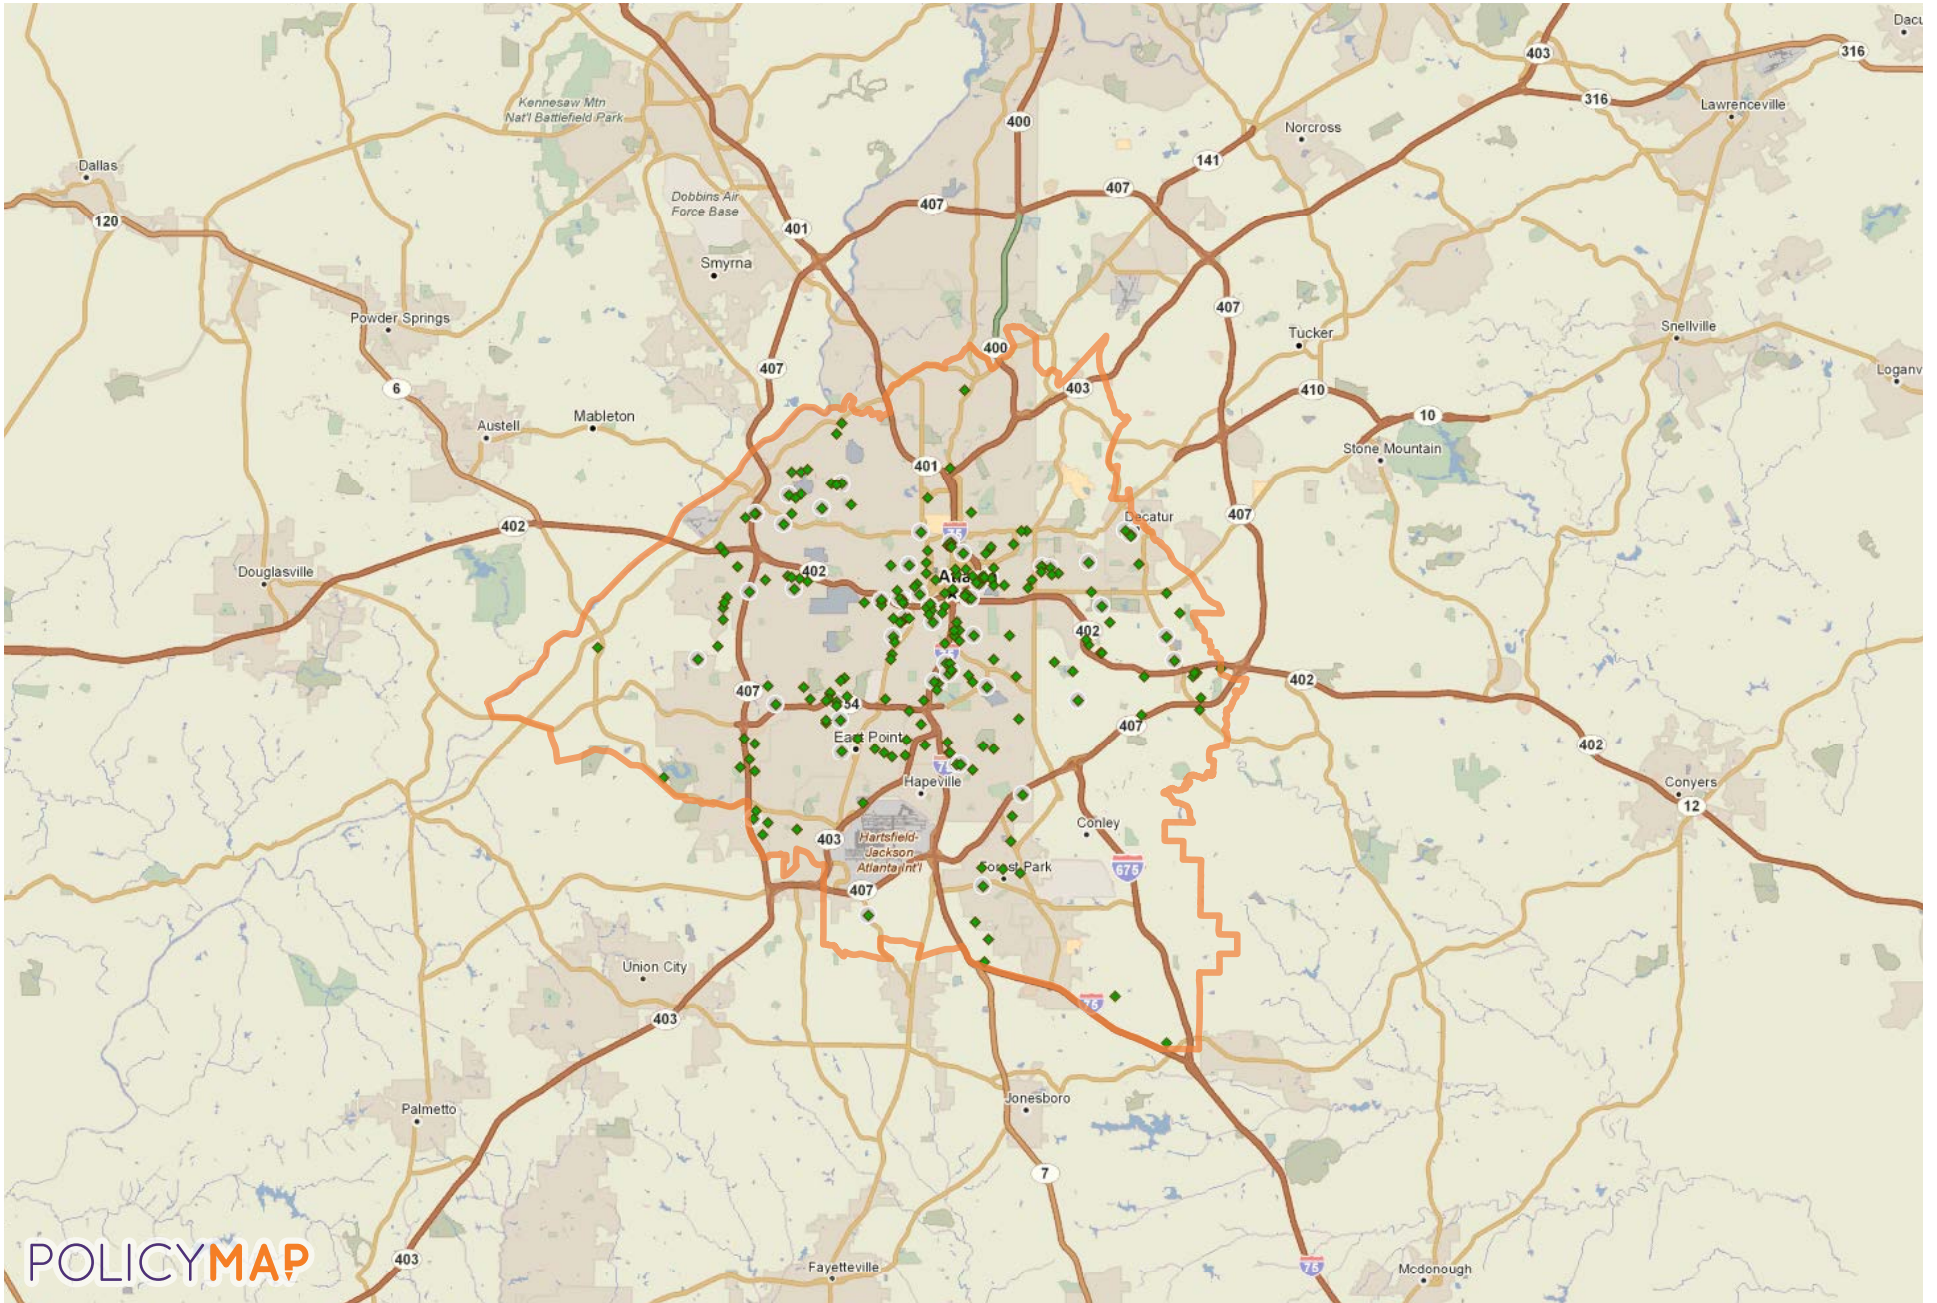 Dacu
403
316
316
Lawrenceville
Kennesaw Mtn
Nat'l Battlefield Park
400
Norcross
141
Dallas
407
407
Dobbins Air
Force Base
120
401
Smyrna
407
Powder Springs
Snellville
Tucker
400
407
Loganv
6
403
410
10
Mableton
Austell
Stone Mountain
401
Decatur
407
402
75
Douglasville
402
402
75
407
402
54
407
East Point
402
75
Hapeville
Conyers
12
Conley
403
Hartsfield-
Jackson
Atlanta Int'l
Forest Park
675
407
Union City
75
403
Jonesboro
Palmetto
7
403
Fayetteville
75
Mcdonough
POLICYMAP